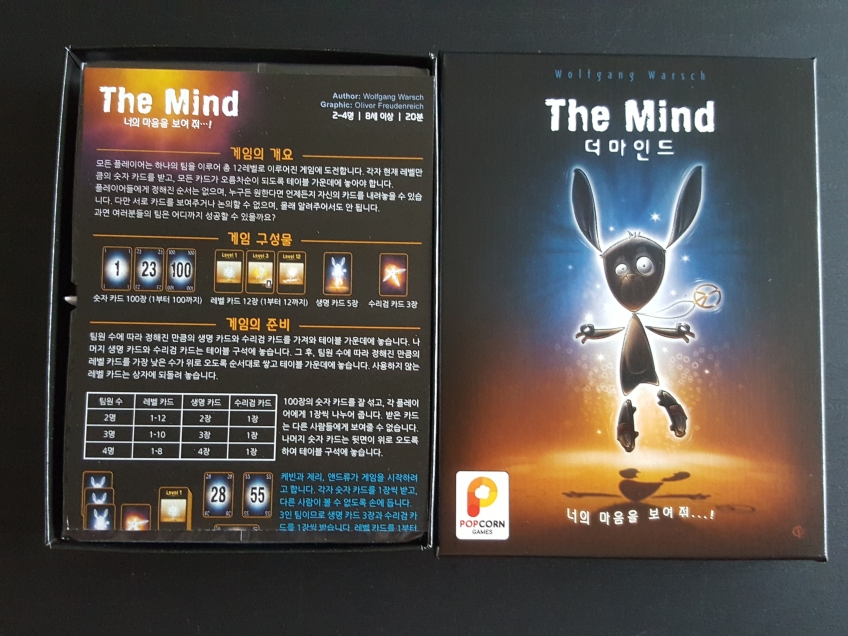 The Mind
너의 마음을 보여 줘…!
Author: Wolfgang Warsch
Graphic: Oliver Freudenreich
2-4명 | 8세 이상 | 20분
게임의 개요
모든 플레이어는 하나의 팀을 이루어 총 12레벨로 이루어진 게임에 도전합니다. 각자 현재 레벨만
큼의 숫자 카드를 받고, 모든 카드가 오름차순이 되도록 테이블 가운데에 놓아야 합니다.
플레이어들에게 정해진 순서는 없으며, 누구든 원한다면 언제든지 자신의 카드를 내려놓을 수 있습
니다. 다만 서로 카드를 보여주거나 논의할 수 없으며, 몰래 알려주어서도 안 됩니다.
과연 여러분들의 팀은 어디까지 성공할 수 있을까요?
게임 구성물
1 23 100
Level 1 Level 3 Level 12
숫자 카드 100장 (1부터 100까지) 레벨 카드 12장 (1부터 12까지) 생명 카드 5장 수리검 카드 3장
게임의 준비
팀원 수에 따라 정해진 만큼의 생명 카드와 수리검 카드를 가져와 테이블 가운데에 놓습니다. 나
머지 생명 카드와 수리검 카드는 테이블 구석에 놓습니다. 그 후, 팀원 수에 따라 정해진 만큼의
레벨 카드를 가장 낮은 수가 위로 오도록 순서대로 쌓고 테이블 가운데에 놓습니다. 사용하지 않는
레벨 카드는 상자에 되돌려 놓습니다.
팀원 수 레벨 카드 생명 카드 수리검 카드
2명 1-12 2장 1장
3명 1-10 3장 1장
4명 1-8 4장 1장
100장의 숫자 카드를 잘 섞고, 각 플레이
어에게 1장씩 나누어 줍니다. 받은 카드
는 다른 사람들에게 보여줄 수 없습니다.
나머지 숫자 카드는 뒷면이 위로 오도록
하여 테이블 구석에 놓습니다.
Level 1
28 55
케빈과 제리, 앤드류가 게임을 시작하려
고 합니다. 각자 숫자 카드를 1장씩 받고,
다른 사람이 볼 수 없도록 손에 듭니다.
3인 팀이므로 생명 카드 3장과 수리검 카
드를 1장씩 받습니다. 레벨 카드를 1부터
Wolfgang Warsch
The Mind
더 마인드
POPCORN
GAMES
너의 마음을 보여 줘...!